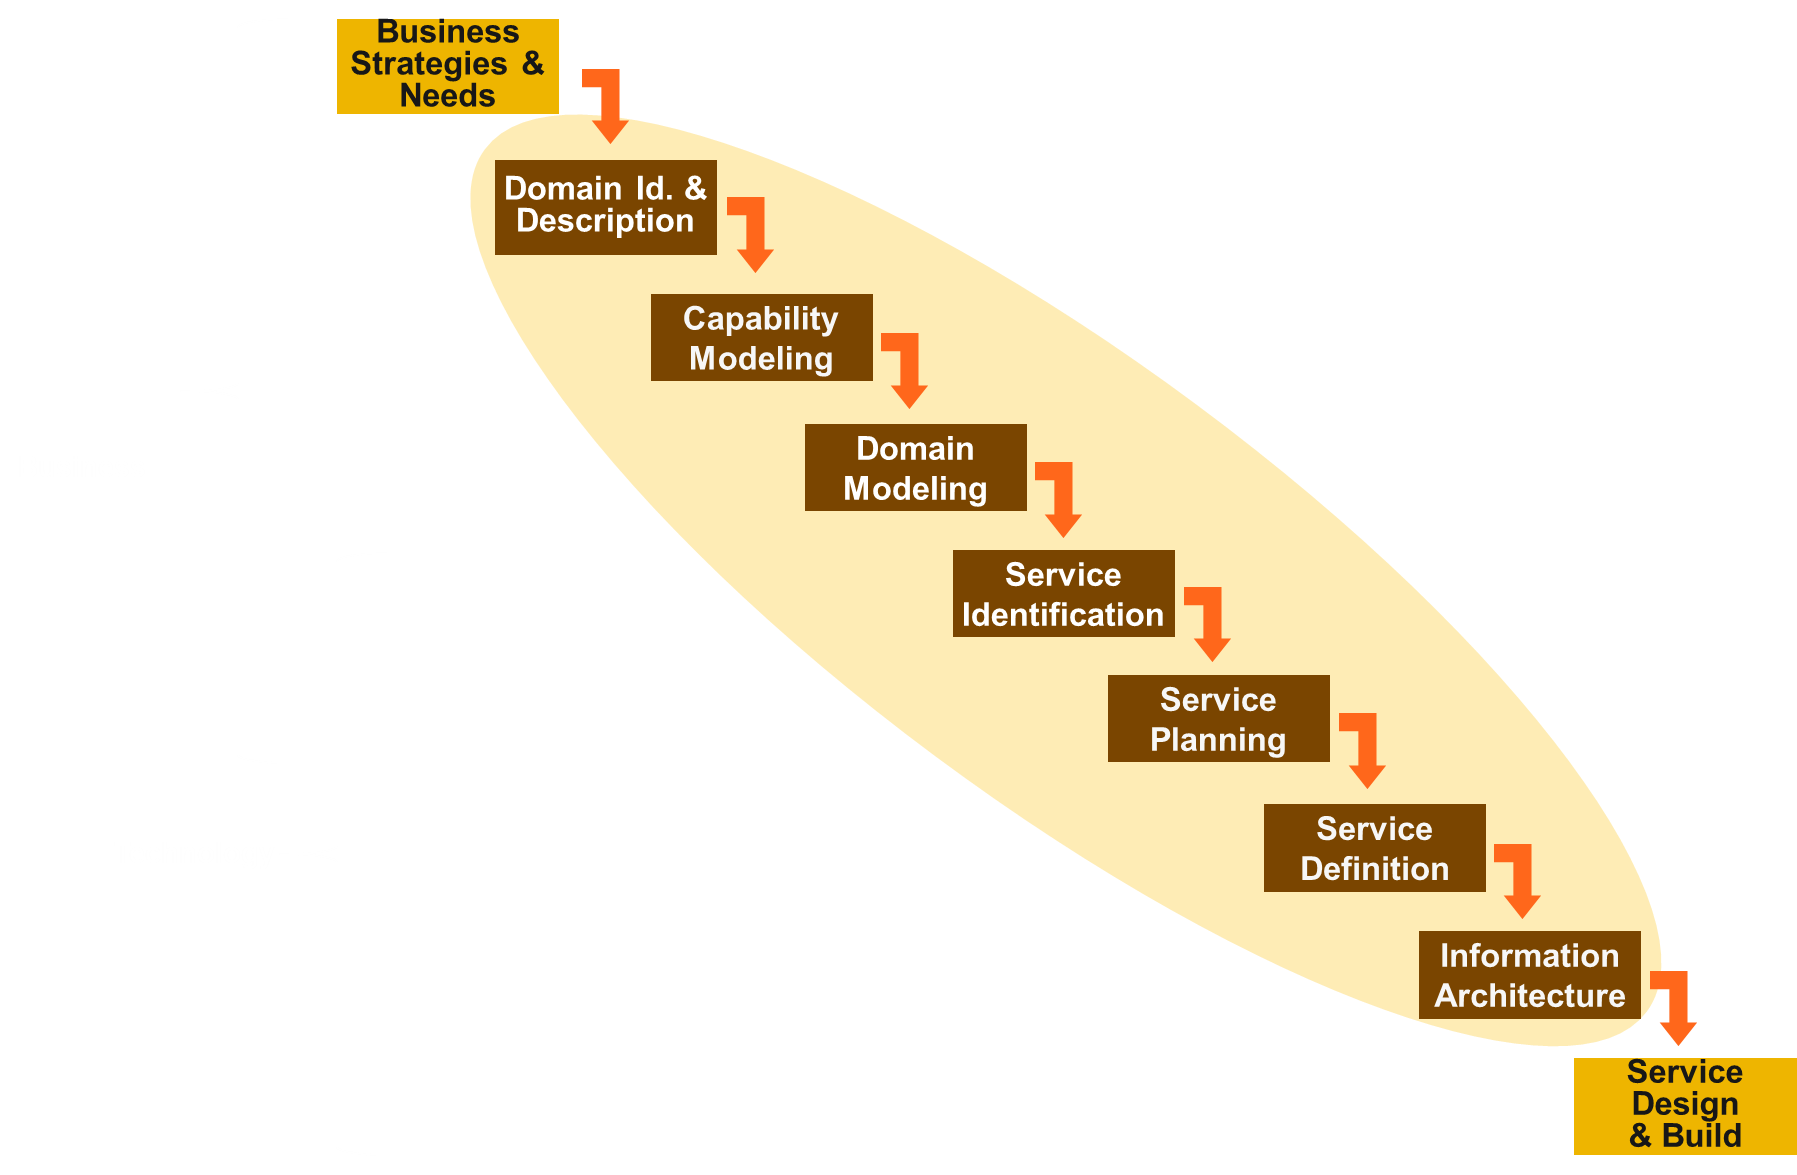 Business
Strategies &
Needs
Domain Id. &
Description
Capability
Modeling
Domain
Modeling
Service
Identification
Service
Planning
Service
Definition
Information
Architecture
Service
Design
& Build